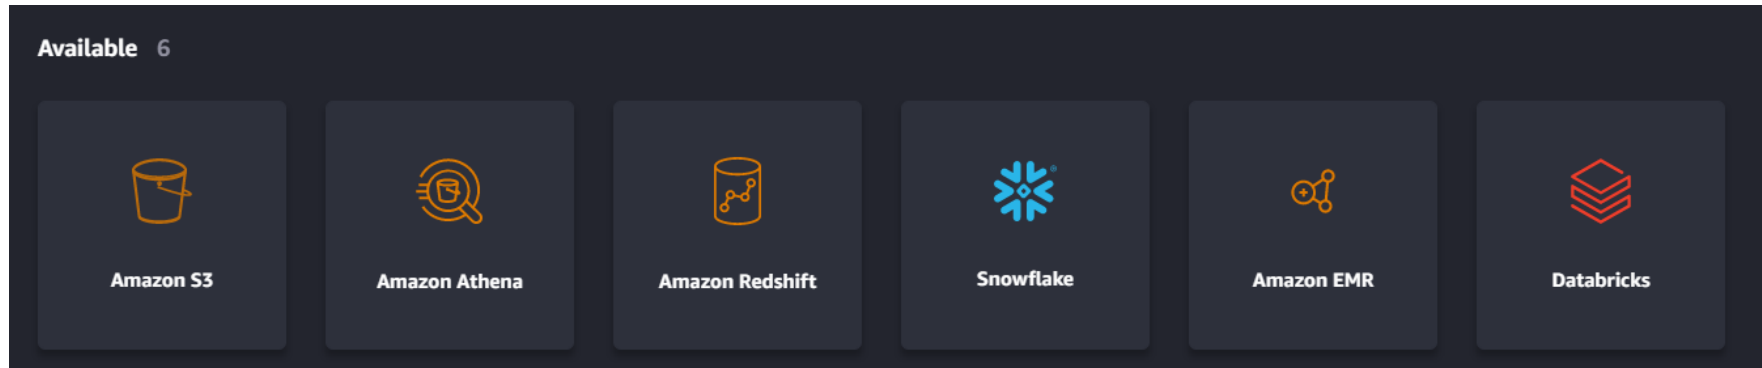 Available 6
Amazon S3
Amazon Athena
Amazon Redshift
Snowflake
Amazon EMR
Databricks